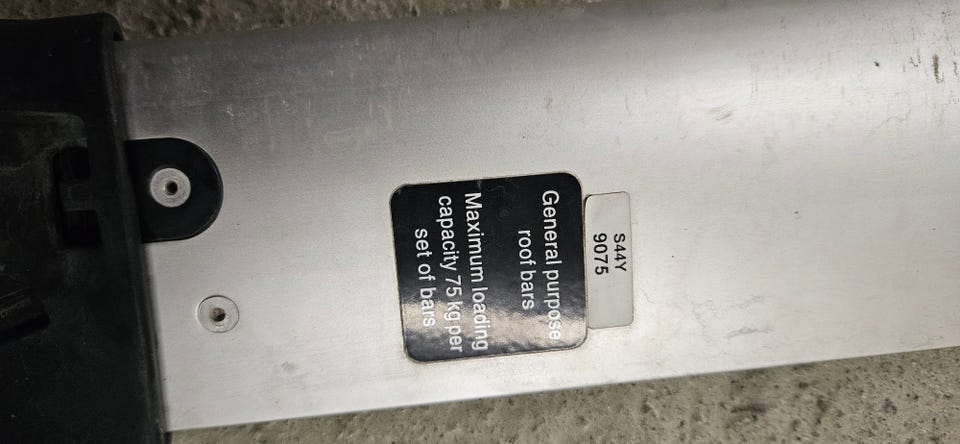 S44Y
9075
General purpose
roof bars
Maximum loading
capacity 75 kg per
set of bars